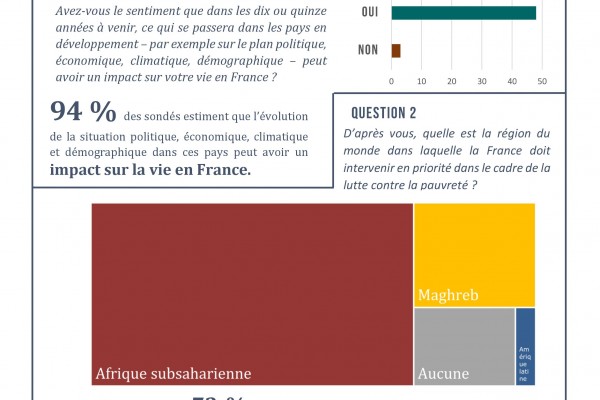 Avez-vous le sentiment que dans les dix ou quinze
années à venir, ce qui se passera dans les pays en
développement – par exemple sur le plan politique,
économique, climatique, démographique – peut
avoir un impact sur votre vie en France ?
OUI
NON
0 10 20 30 40 50
94 % des sondés estiment que l'évolution
de la situation politique, économique, climatique
et démographique dans ces pays peut avoir un
impact sur la vie en France.
QUESTION 2
D'après vous, quelle est la région du
monde dans laquelle la France doit
intervenir en priorité dans le cadre de la
lutte contre la pauvreté ?
Afrique subsaharienne
Maghreb
Aucune
Am
ériq
ue
lati
ne